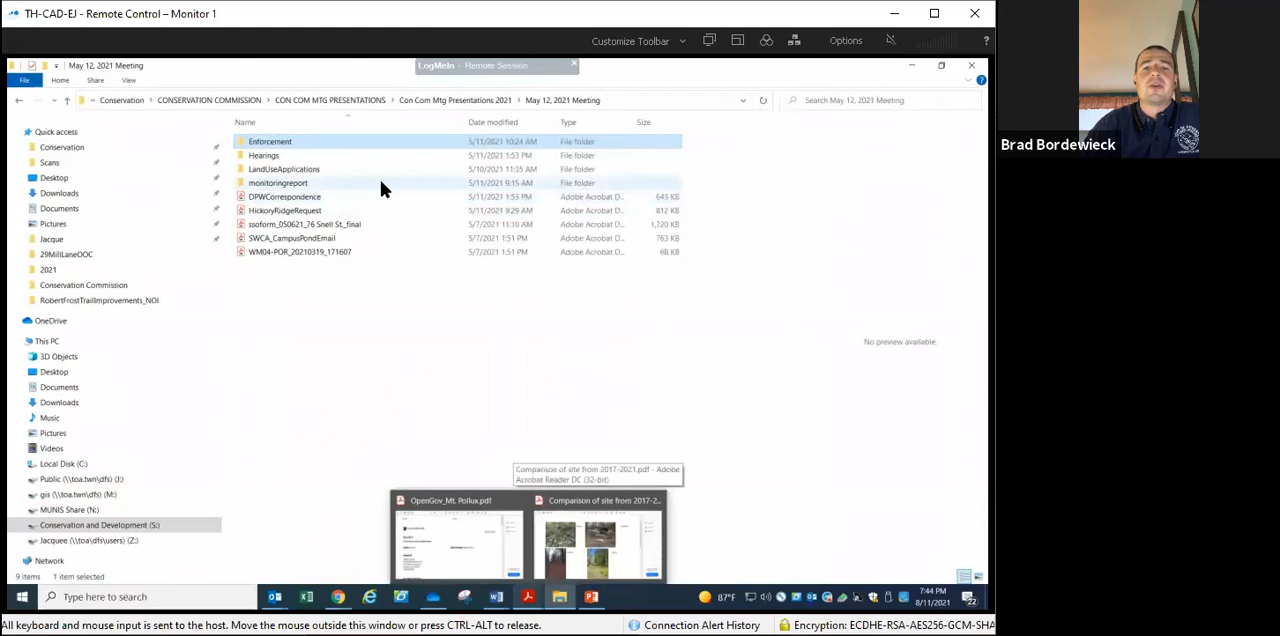 TH-CAD-EJ - Remote Control – Monitor 1
Customize Toolbar Options ?
May 12, 2021 Meeting
LogMeIn - Remote Session
File Home Share View
Conservation > CONSERVATION COMMISSION > CON COM MTG PRESENTATIONS > Con Com Mtg Presentations 2021 > May 12, 2021 Meeting
Search May 12, 2021 Meeting
Name Date modified Type Size
Enforcement 5/11/2021 10:24 AM File folder
Hearings 5/11/2021 1:53 PM File folder
LandUseApplications 5/10/2021 11:35 AM File folder
monitoringreport 5/11/2021 9:15 AM File folder
DPWCorrespondence 5/11/2021 1:53 PM Adobe Acrobat D... 643 KB
HickoryRidgeRequest 5/11/2021 9:29 AM Adobe Acrobat D... 812 KB
ssoform_050621_76 Snell St_final 5/7/2021 11:10 AM Adobe Acrobat D... 1,720 KB
SWCA_CampusPondEmail 5/7/2021 1:51 PM Adobe Acrobat D... 763 KB
WM04-POR_20210319_171607 5/7/2021 1:51 PM Adobe Acrobat D... 68 KB
Quick access
Conservation
Scans
Desktop
Downloads
Documents
Pictures
Jacque
29MillLaneOOC
2021
Conservation Commission
RobertFrostTrailImprovements_NOI
OneDrive
This PC
3D Objects
Desktop
Documents
Downloads
Music
Pictures
Videos
Local Disk (C:)
Public (\\toa.twn\dfs) (J:)
gis (\\toa.twn\dfs) (M:)
MUNIS Share (N:)
Conservation and Development (S:)
Jacquee (\\toa\dfs\users) (Z:)
Network
9 items 1 item selected
No preview available.
Comparison of site from 2017-2021.pdf - Adobe
Acrobat Reader DC (32-bit)
OpenGov_Mt. Pollux.pdf
Comparison of site from 2017-2...
Type here to search
87°F
7:44 PM
8/11/2021
22
All keyboard and mouse input is sent to the host. Move the mouse outside this window or press CTRL-ALT to release.
Connection Alert History
Encryption: ECDHE-RSA-AES256-GCM-SHA
Brad Bordewieck